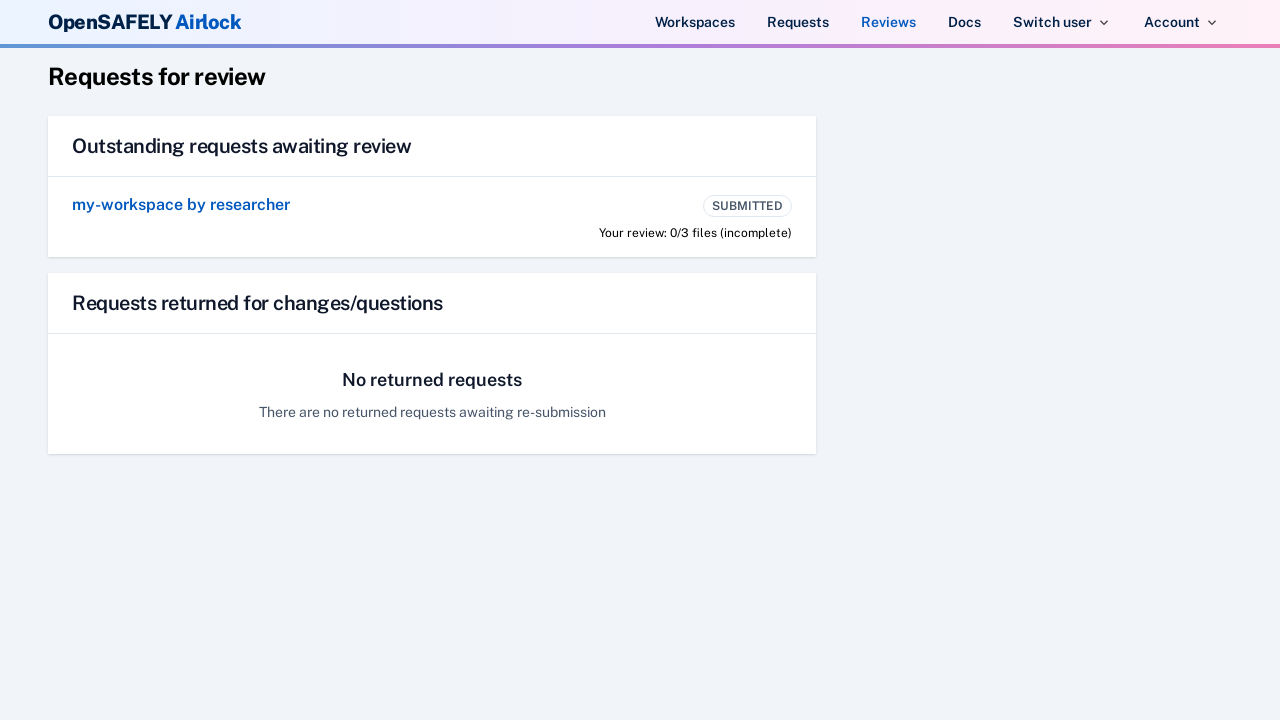 OpenSAFELY Airlock
Workspaces Requests Reviews Docs Switch user Account
Requests for review
Outstanding requests awaiting review
my-workspace by researcher
SUBMITTED
Your review: 0/3 files (incomplete)
Requests returned for changes/questions
No returned requests
There are no returned requests awaiting re-submission